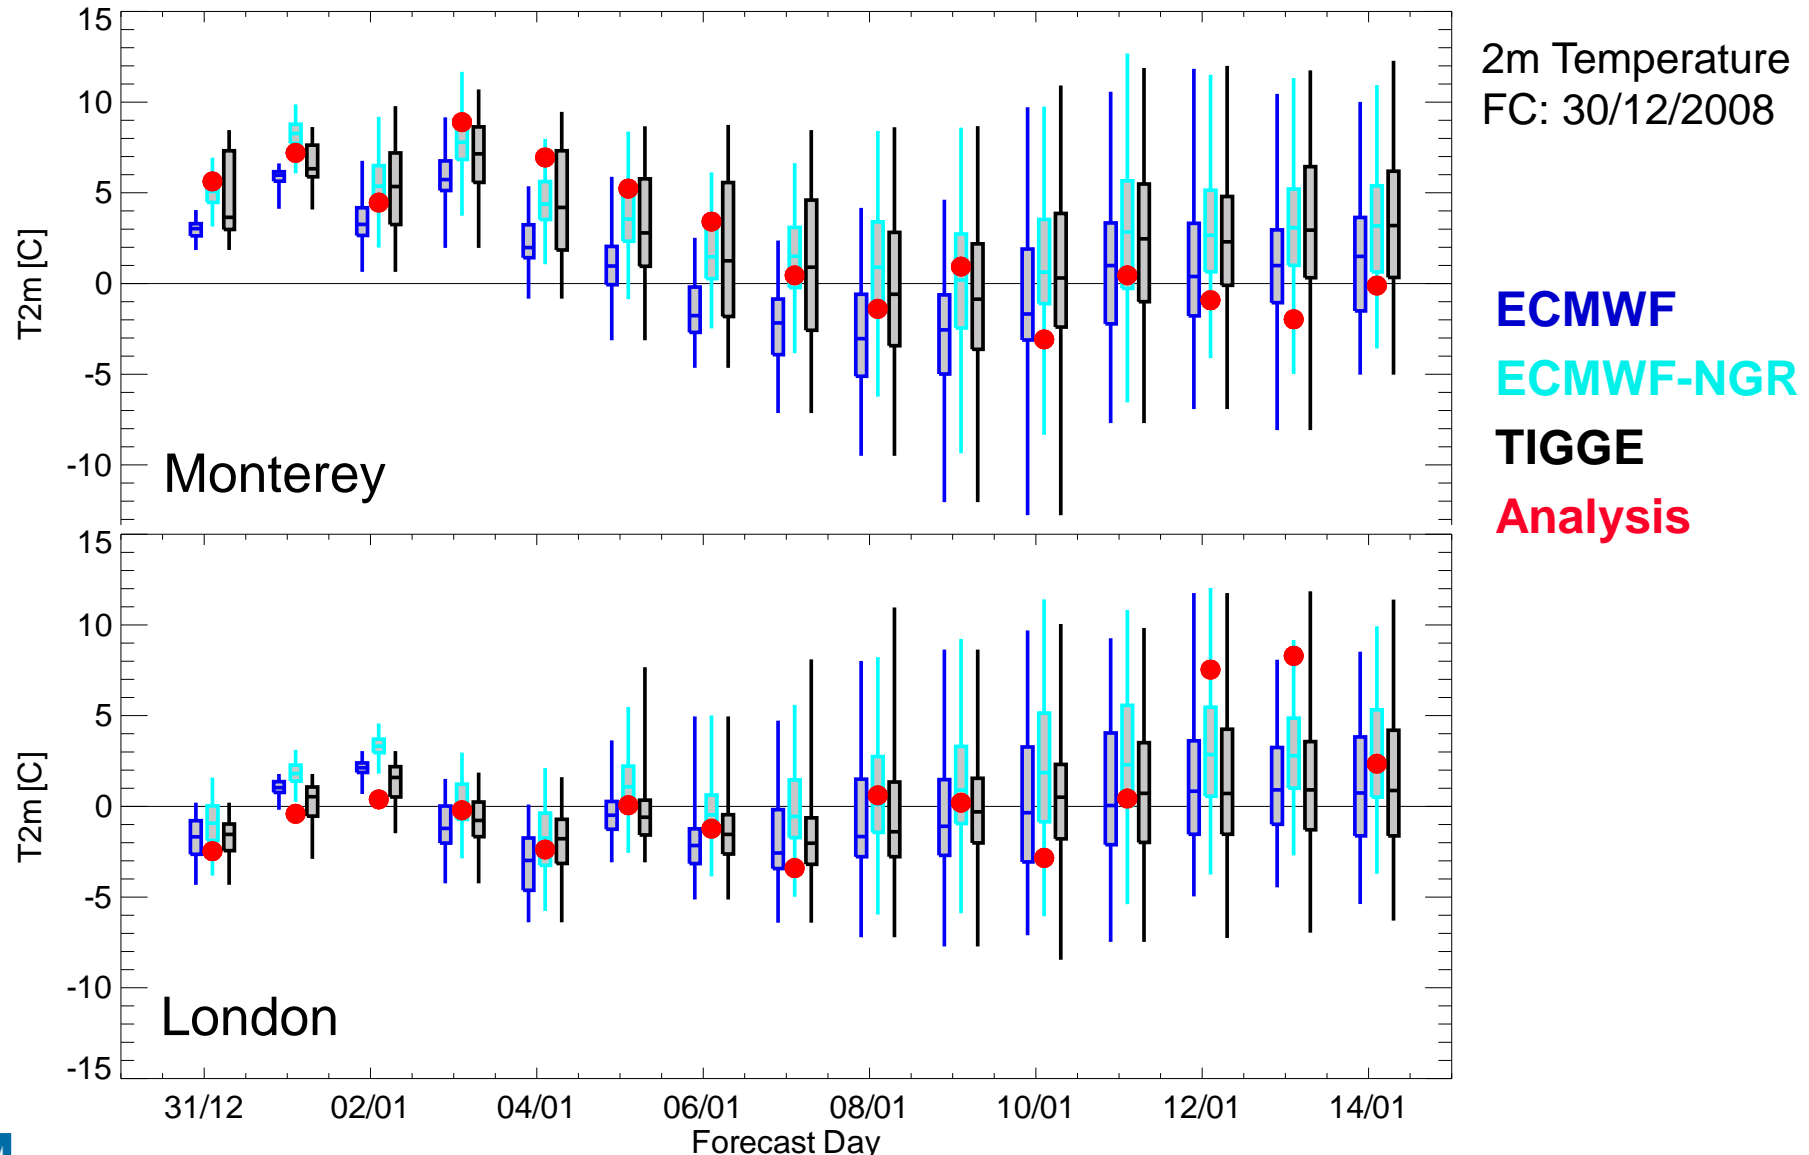 15
10
5
0
-5
-10
T2m [C]
Monterey
15
10
5
0
-5
-10
-15
T2m [C]
London
31/12 02/01 04/01 06/01 08/01 10/01 12/01 14/01
Forecast Day
2m Temperature
FC: 30/12/2008
ECMWF
ECMWF-NGR
TIGGE
Analysis